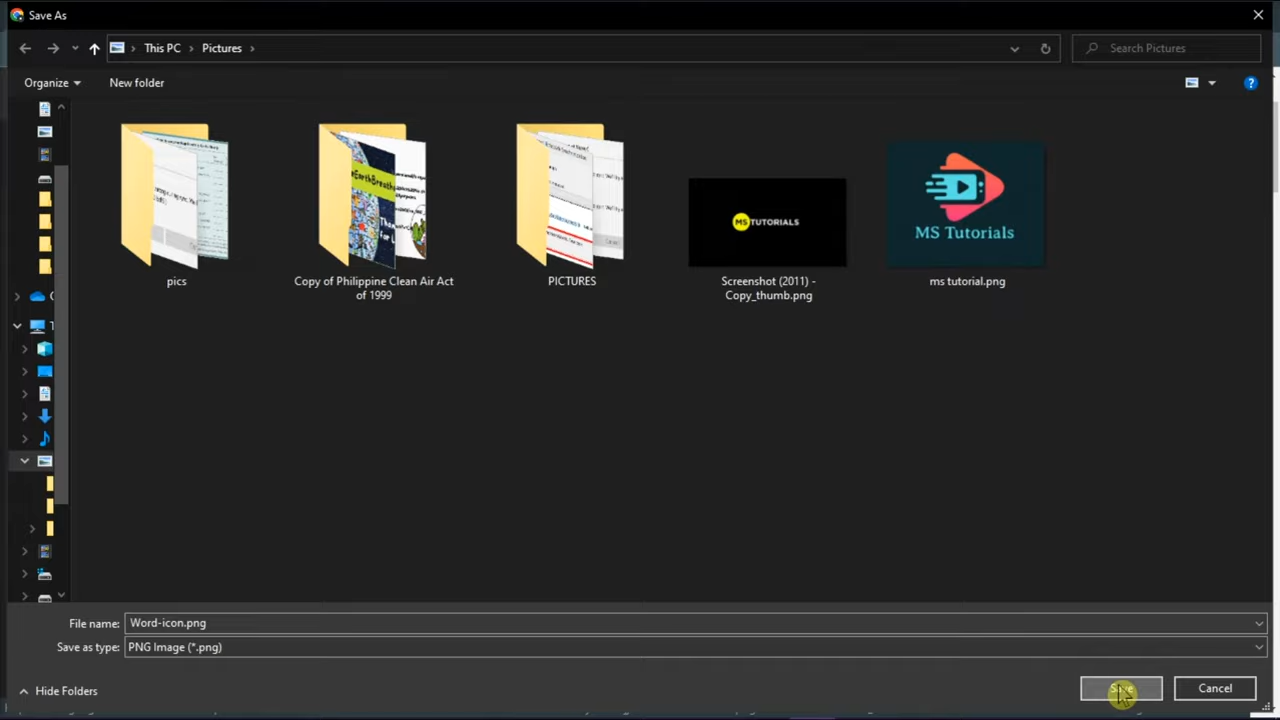 Save As
This PC
Pictures
Search Pictures
Organize
New folder
EarthBreath
MSTUTORIALS
MS Tutorials
pics
Copy of Philippine Clean Air Act
of 1999
PICTURES
Screenshot (2011) -
Copy_thumb.png
ms tutorial.png
File name:
Word-icon.png
Save as type:
PNG Image (*.png)
Hide Folders
Save
Cancel